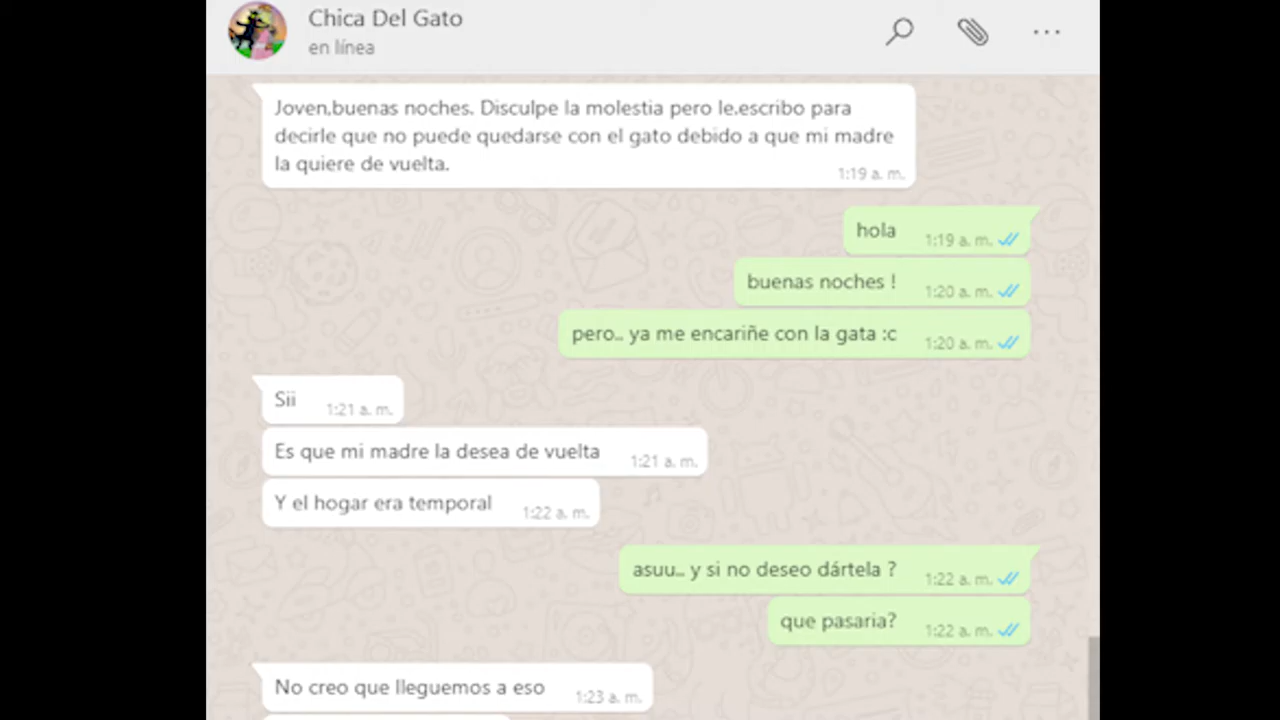 Chica Del Gato
en línea
Joven,buenas noches. Disculpe la molestia pero le.escribo para
decirle que no puede quedarse con el gato debido a que mi madre
la quiere de vuelta.
1:19 a. m.
hola 1:19 a. m.
buenas noches ! 1:20 a. m.
pero.. ya me encariñe con la gata :c 1:20 a. m.
Sii 1:21 a. m.
Es que mi madre la desea de vuelta 1:21 a. m.
Y el hogar era temporal 1:22 a. m.
asuu.. y si no deseo dártela ? 1:22 a. m.
que pasaria? 1:22 a. m.
No creo que lleguemos a eso 1:23 a. m.